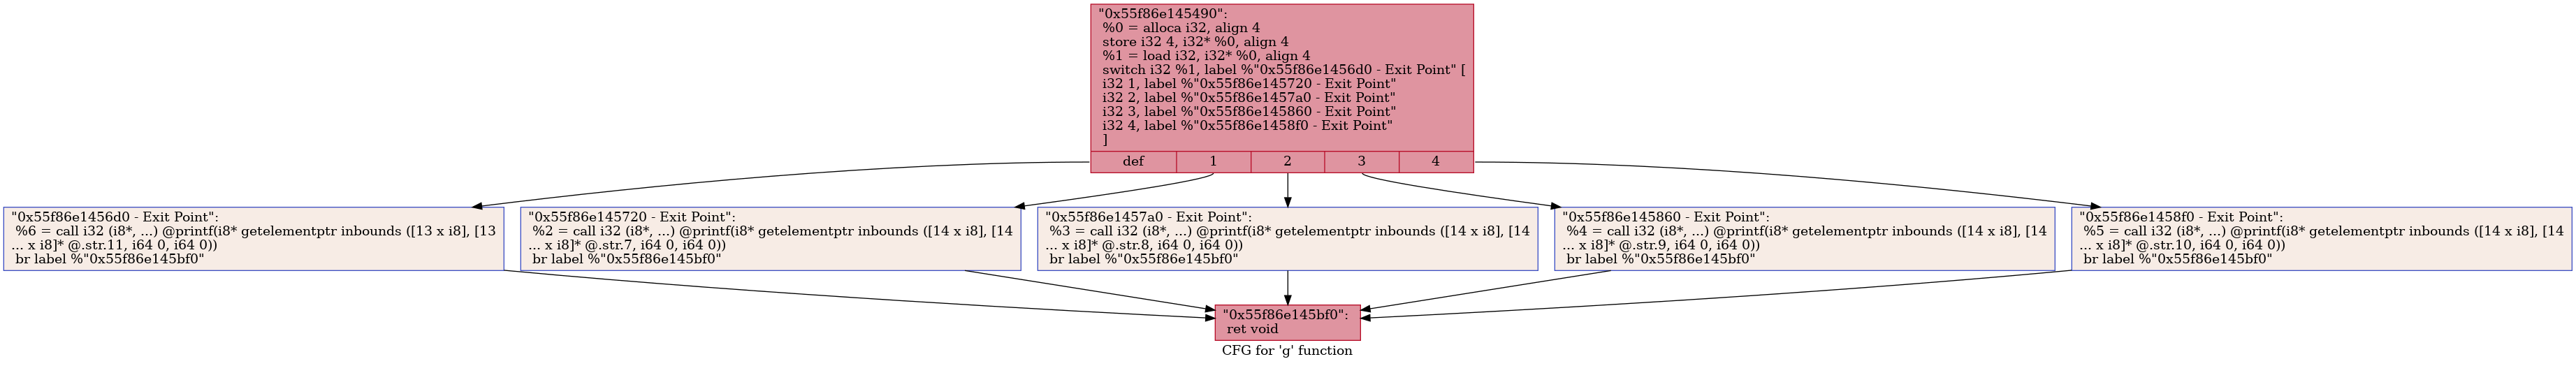 "0x55f86e145490":
%0 = alloca i32, align 4
store i32 4, i32* %0, align 4
%1 = load i32, i32* %0, align 4
switch i32 %1, label %"0x55f86e1456d0 - Exit Point" [
i32 1, label %"0x55f86e145720 - Exit Point"
i32 2, label %"0x55f86e1457a0 - Exit Point"
i32 3, label %"0x55f86e145860 - Exit Point"
i32 4, label %"0x55f86e1458f0 - Exit Point"
]
def 1 2 3 4
"0x55f86e1456d0 - Exit Point":
%6 = call i32 (i8*, ...) @printf(i8* getelementptr inbounds ([13 x i8], [13
... x i8]* @.str.11, i64 0, i64 0))
br label %"0x55f86e145bf0"
"0x55f86e145720 - Exit Point":
%2 = call i32 (i8*, ...) @printf(i8* getelementptr inbounds ([14 x i8], [14
... x i8]* @.str.7, i64 0, i64 0))
br label %"0x55f86e145bf0"
"0x55f86e1457a0 - Exit Point":
%3 = call i32 (i8*, ...) @printf(i8* getelementptr inbounds ([14 x i8], [14
... x i8]* @.str.8, i64 0, i64 0))
br label %"0x55f86e145bf0"
"0x55f86e145860 - Exit Point":
%4 = call i32 (i8*, ...) @printf(i8* getelementptr inbounds ([14 x i8], [14
... x i8]* @.str.9, i64 0, i64 0))
br label %"0x55f86e145bf0"
"0x55f86e1458f0 - Exit Point":
%5 = call i32 (i8*, ...) @printf(i8* getelementptr inbounds ([14 x i8], [14
... x i8]* @.str.10, i64 0, i64 0))
br label %"0x55f86e145bf0"
"0x55f86e145bf0":
ret void
CFG for 'g' function